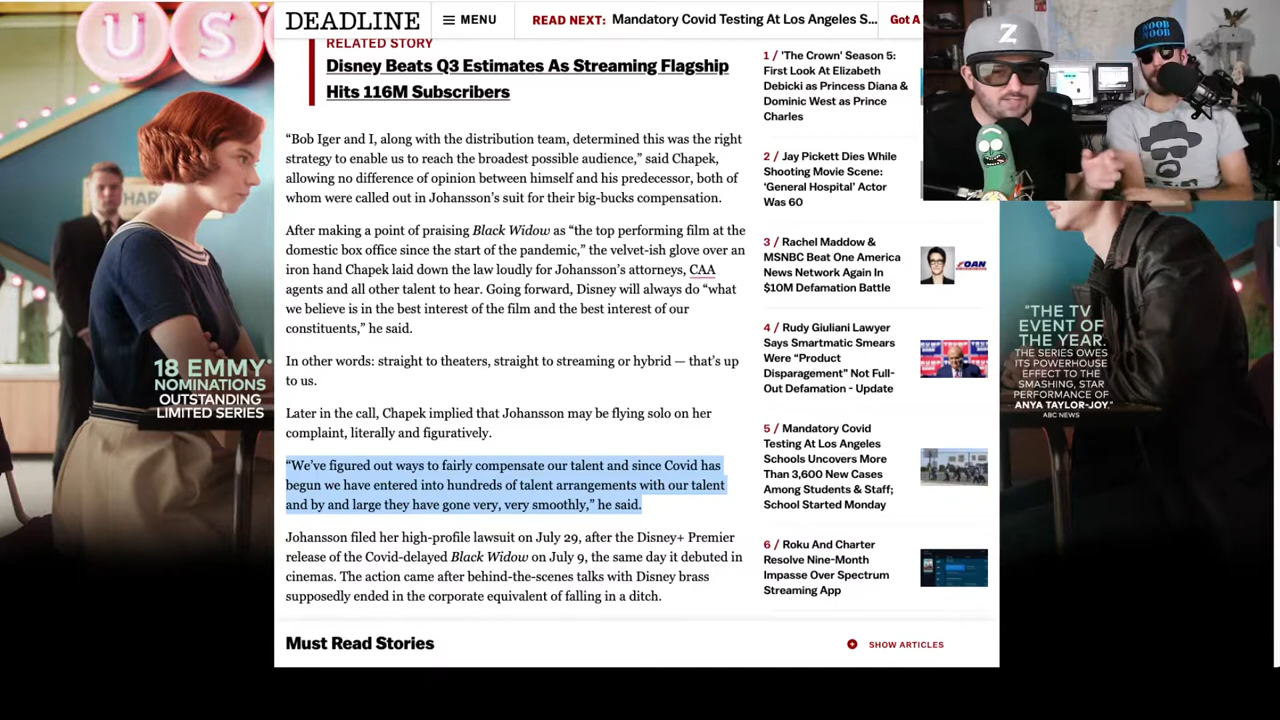 DEADLINE
MENU
READ NEXT: Mandatory Covid Testing At Los Angeles S...
Got A
RELATED STORY
Disney Beats Q3 Estimates As Streaming Flagship
Hits 116M Subscribers
“Bob Iger and I, along with the distribution team, determined this was the right
strategy to enable us to reach the broadest possible audience,” said Chapek,
allowing no difference of opinion between himself and his predecessor, both of
whom were called out in Johansson’s suit for their big-bucks compensation.
After making a point of praising Black Widow as “the top performing film at the
domestic box office since the start of the pandemic,” the velvet-ish glove over an
iron hand Chapek laid down the law loudly for Johansson’s attorneys, CAA
agents and all other talent to hear. Going forward, Disney will always do “what
we believe is in the best interest of the film and the best interest of our
constituents,” he said.
In other words: straight to theaters, straight to streaming or hybrid — that’s up
to us.
Later in the call, Chapek implied that Johansson may be flying solo on her
complaint, literally and figuratively.
“We’ve figured out ways to fairly compensate our talent and since Covid has
begun we have entered into hundreds of talent arrangements with our talent
and by and large they have gone very, very smoothly,” he said.
Johansson filed her high-profile lawsuit on July 29, after the Disney+ Premier
release of the Covid-delayed Black Widow on July 9, the same day it debuted in
cinemas. The action came after behind-the-scenes talks with Disney brass
supposedly ended in the corporate equivalent of falling in a ditch.
Must Read Stories
SHOW ARTICLES
1 / 'The Crown' Season 5:
First Look At Elizabeth
Debicki as Princess Diana &
Dominic West as Prince
Charles
2 / Jay Pickett Dies While
Shooting Movie Scene:
‘General Hospital’ Actor
Was 60
3 / Rachel Maddow &
MSNBC Beat One America
News Network Again In
$10M Defamation Battle
OAN
4 / Rudy Giuliani Lawyer
Says Smartmatic Smears
Were “Product
Disparagement” Not Full-
Out Defamation - Update
5 / Mandatory Covid
Testing At Los Angeles
Schools Uncovers More
Than 3,600 New Cases
Among Students & Staff;
School Started Monday
6 / Roku And Charter
Resolve Nine-Month
Impasse Over Spectrum
Streaming App
U S
18 EMMY®
NOMINATIONS
OUTSTANDING
LIMITED SERIES
“THE TV
EVENT OF
THE YEAR.
THE SERIES OWES
ITS POWERHOUSE
EFFECT TO THE
SMASHING, STAR
PERFORMANCE OF
ANYA TAYLOR-JOY.”
ABC NEWS
Z
NOOB
NOOB